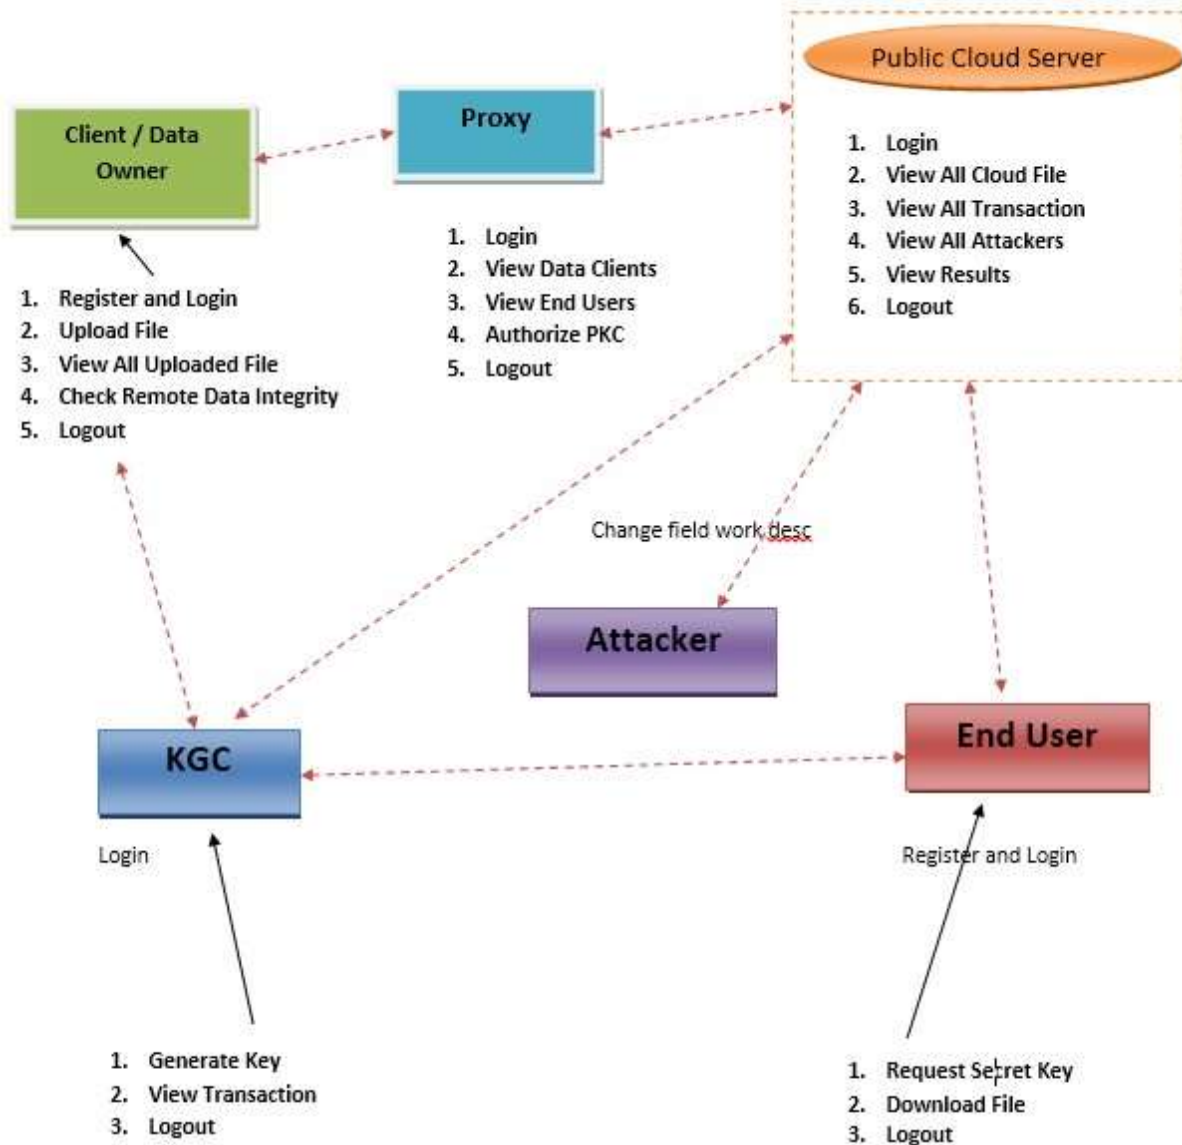 Public Cloud Server
1. Login
2. View All Cloud File
3. View All Transaction
4. View All Attackers
5. View Results
6. Logout
Client / Data
Owner
Proxy
1. Login
2. View Data Clients
3. View End Users
4. Authorize PKC
5. Logout
1. Register and Login
2. Upload File
3. View All Uploaded File
4. Check Remote Data Integrity
5. Logout
Change field work desc
Attacker
KGC
End User
Login
Register and Login
1. Generate Key
2. View Transaction
3. Logout
1. Request Secret Key
2. Download File
3. Logout